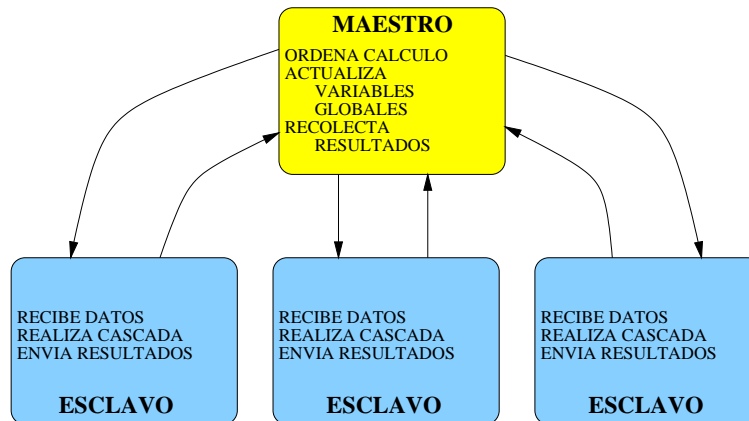 MAESTRO
ORDENA CALCULO
ACTUALIZA
VARIABLES
GLOBALES
RECOLECTA
RESULTADOS
RECIBE DATOS
REALIZA CASCADA
ENVIA RESULTADOS
ESCLAVO
RECIBE DATOS
REALIZA CASCADA
ENVIA RESULTADOS
ESCLAVO
RECIBE DATOS
REALIZA CASCADA
ENVIA RESULTADOS
ESCLAVO